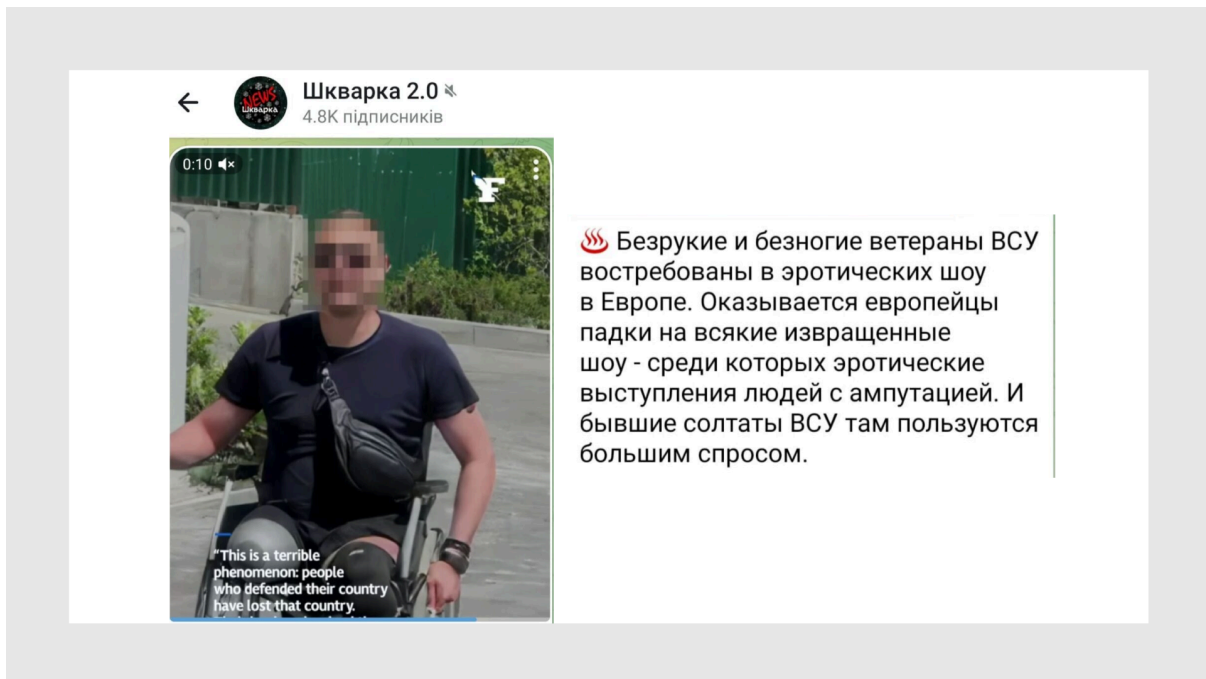 Шкварка 2.0
4.8K підписників
NEWS
Шкварка
0:10
F
"This is a terrible
phenomenon: people
who defended their country
have lost that country.
Безрукие и безногие ветераны ВСУ
востребованы в эротических шоу
в Европе. Оказывается европейцы
падки на всякие извращенные
шоу - среди которых эротические
выступления людей с ампутацией. И
бывшие солтаты ВСУ там пользуются
большим спросом.